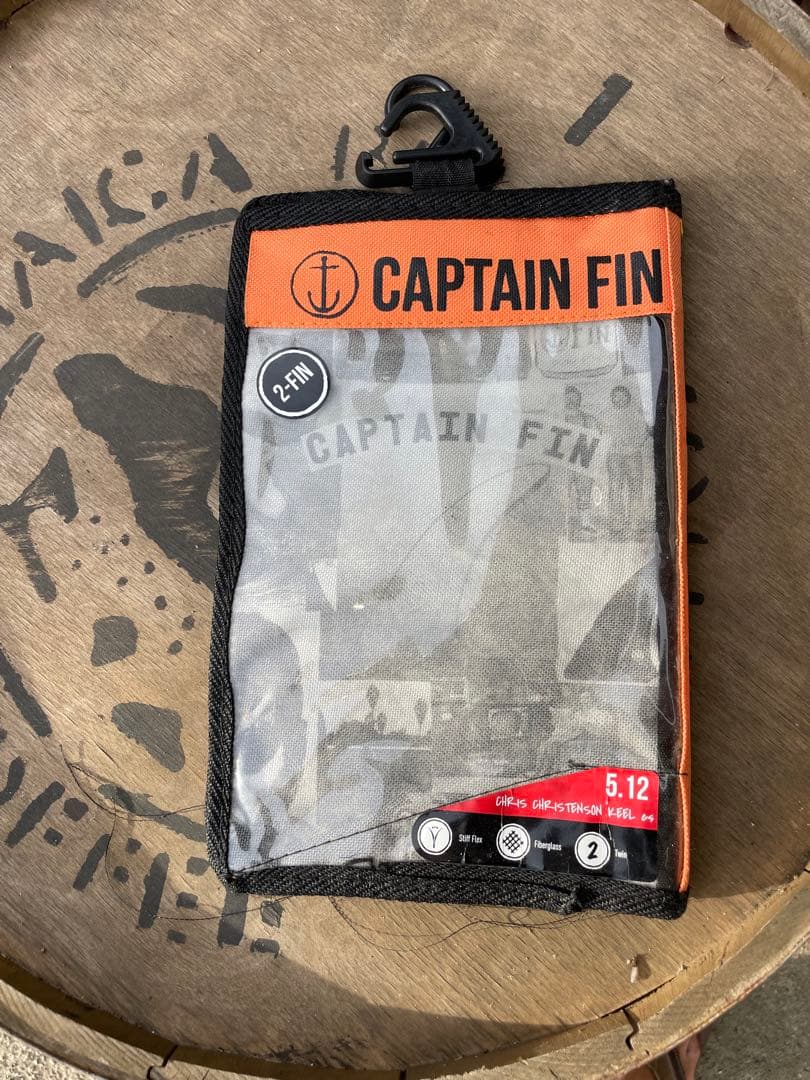 CAPTAIN FIN
2-FIN
CAPTAIN FIN
5.12
CHRIS CHRISTENSON KEEL
Stiff Flex
Fiberglass
2
Twin